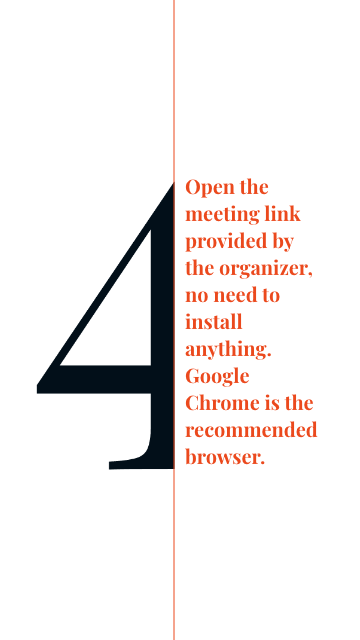 4
Open the
meeting link
provided by
the organizer,
no need to
install
anything.
Google
Chrome is the
recommended
browser.